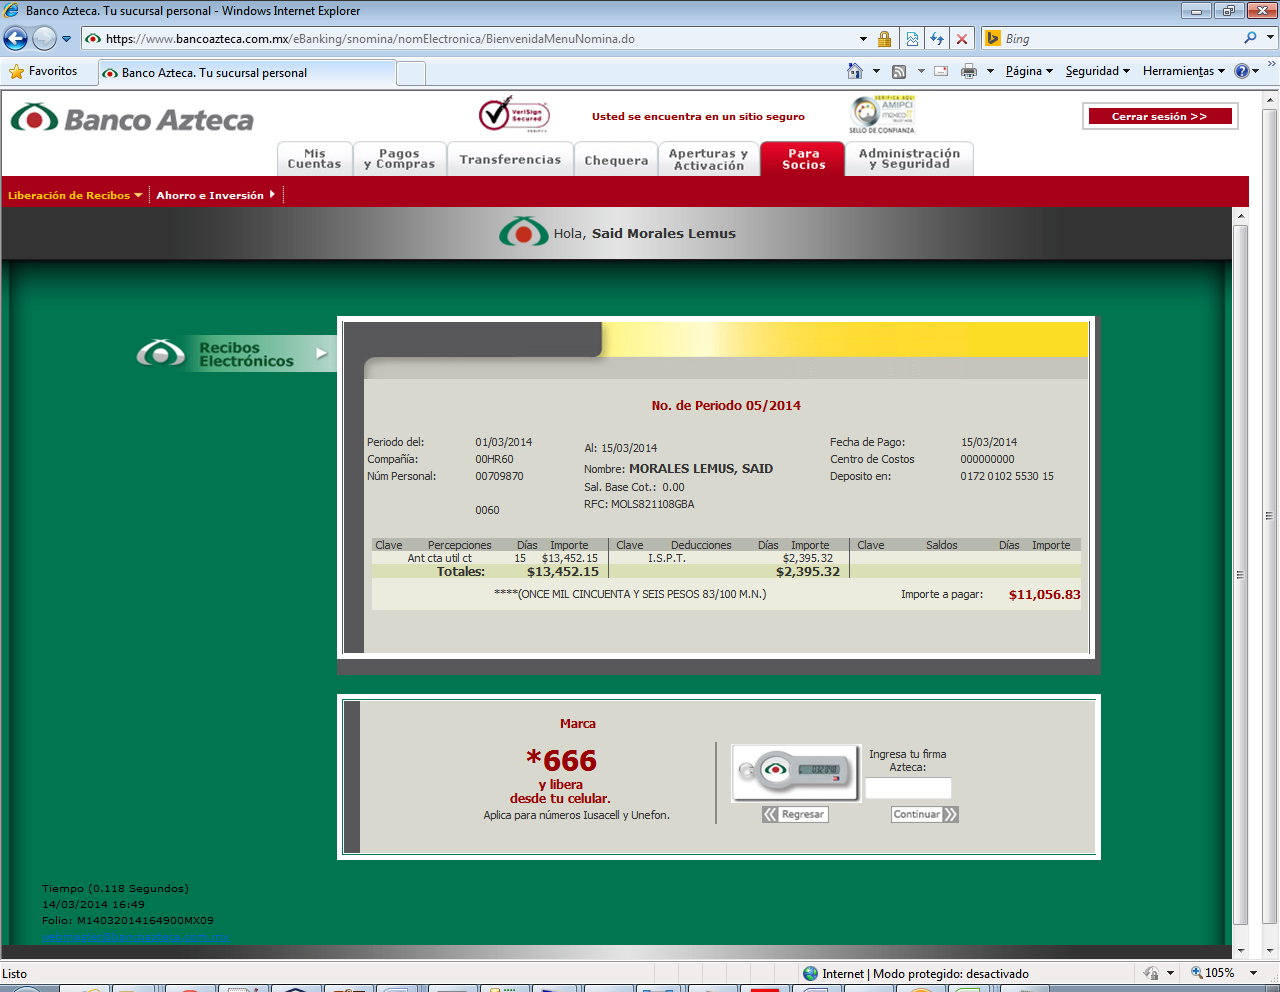 Banco Azteca. Tu sucursal personal - Windows Internet Explorer
https://www.bancoazteca.com.mx/eBanking/snomina/nomElectronica/BienvenidaMenuNomina.do
Bing
Favoritos
Banco Azteca. Tu sucursal personal
Página
Seguridad
Herramientas
Banco Azteca
VeriSign Secured
VERIFICA AQUI
AMIPCI
SELLO DE CONFIANZA
Usted se encuentra en un sitio seguro
Cerrar sesión >>
Mis Cuentas
Pagos y Compras
Transferencias
Chequera
Aperturas y Activación
Para Socios
Administración y Seguridad
Liberación de Recibos
Ahorro e Inversión
Hola, Said Morales Lemus
Recibos Electrónicos
No. de Periodo 05/2014
Periodo del: 01/03/2014 Al: 15/03/2014 Fecha de Pago: 15/03/2014
Compañía: 00HR60 Nombre: MORALES LEMUS, SAID Centro de Costos 000000000
Núm Personal: 00709870 Sal. Base Cot.: 0.00 Deposito en: 0172 0102 5530 15
0060 RFC: MOLS821108GBA
Clave Percepciones Días Importe Clave Deducciones Días Importe Clave Saldos Días Importe
Ant cta util ct 15 $13,452.15 I.S.P.T. $2,395.32
Totales: $13,452.15 $2,395.32
****(ONCE MIL CINCUENTA Y SEIS PESOS 83/100 M.N.) Importe a pagar: $11,056.83
Marca
*666
y libera
desde tu celular.
Aplica para números Iusacell y Unefon.
Ingresa tu firma
Azteca:
Regresar
Continuar
Tiempo (0.118 Segundos)
14/03/2014 16:49
Folio: M14032014164900MX09
Listo
Internet | Modo protegido: desactivado
105%